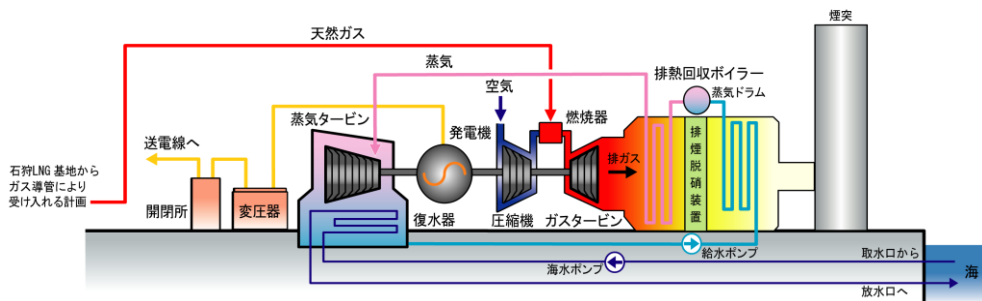 煙突
天然ガス
蒸気
排熱回収ボイラー
空気
蒸気ドラム
燃焼器
蒸気タービン
発電機
送電線へ
排ガス
排煙脱硝装置
石狩LNG基地から
ガス導管により
受け入れる計画
開閉所
変圧器
復水器
圧縮機
ガスタービン
給水ポンプ
取水口から
海水ポンプ
海
放水口へ